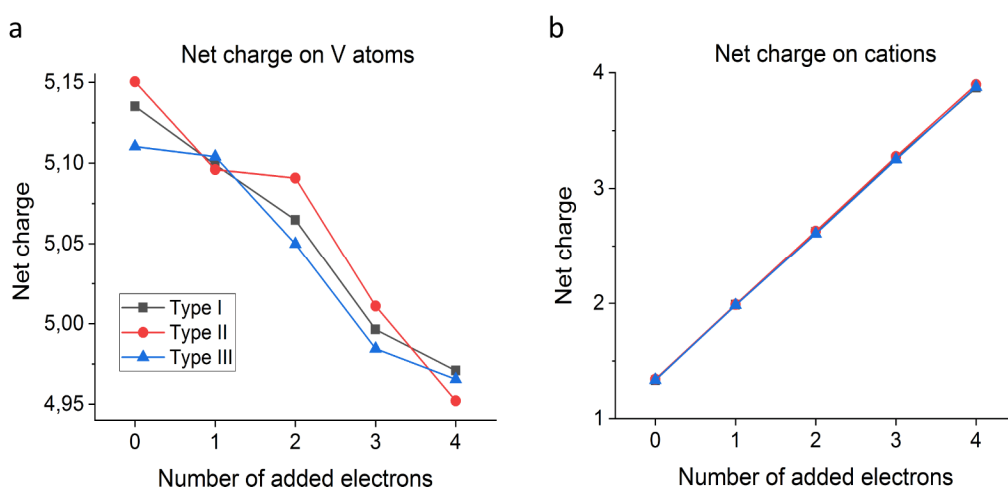 a
Net charge on V atoms
5,15
5,10
5,05
5,00
4,95
Net charge
Type I
Type II
Type III
0 1 2 3 4
Number of added electrons
b
Net charge on cations
4
3
2
1
Net charge
0 1 2 3 4
Number of added electrons